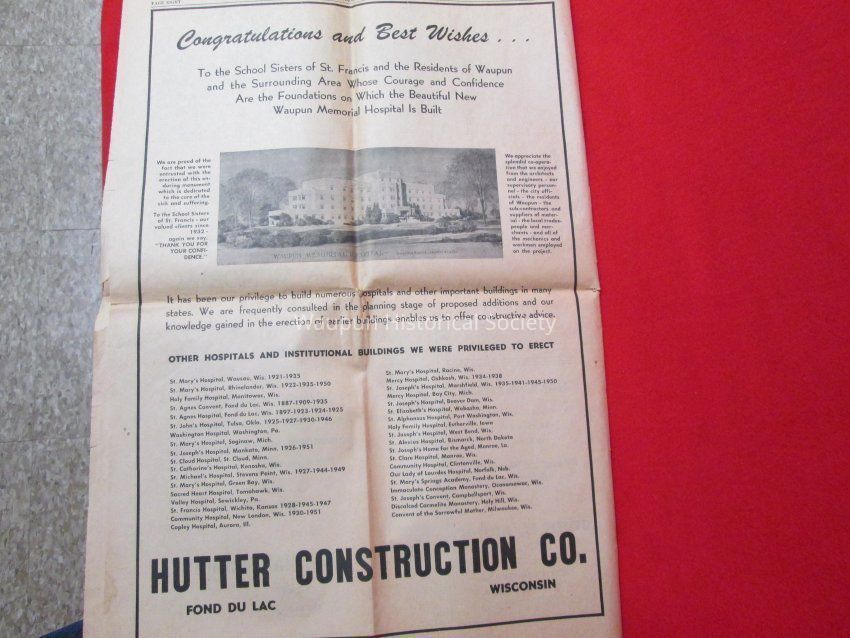 PAGE EIGHT
Congratulations and Best Wishes . . .
To the School Sisters of St. Francis and the Residents of Waupun
and the Surrounding Area Whose Courage and Confidence
Are the Foundations on Which the Beautiful New
Waupun Memorial Hospital Is Built
We are proud of the
fact that we were
entrusted with the
erection of this en-
during monument
which is dedicated
to the care of the
sick and suffering.
To the School Sisters
of St. Francis - our
valued clients since
1932 -
again we say,
"THANK YOU FOR
YOUR CONFI-
DENCE."
WAUPUN MEMORIAL HOSPITAL
We appreciate the
splendid co-opera-
tion that we enjoyed
from the architects
and engineers - our
supervisory person-
nel - the city offi-
cials - the residents
of Waupun - the
sub-contractors and
suppliers of mater-
ial - the local trades-
people and mer-
chants - and all of
the mechanics and
workmen employed
on the project.
It has been our privilege to build numerous hospitals and other important buildings in many
states. We are frequently consulted in the planning stage of proposed additions and our
knowledge gained in the erection of earlier buildings enables us to offer constructive advice.
Waupun Historical Society
OTHER HOSPITALS AND INSTITUTIONAL BUILDINGS WE WERE PRIVILEGED TO ERECT
St. Mary's Hospital, Wausau, Wis. 1921-1935
St. Mary's Hospital, Rhinelander, Wis. 1922-1935-1950
Holy Family Hospital, Manitowoc, Wis.
St. Agnes Convent, Fond du Lac, Wis. 1887-1909-1935
St. Agnes Hospital, Fond du Lac, Wis. 1897-1923-1924-1925
St. John's Hospital, Tulsa, Okla. 1925-1927-1930-1946
Washington Hospital, Washington, Pa.
St. Mary's Hospital, Saginaw, Mich.
St. Joseph's Hospital, Mankato, Minn. 1926-1951
St. Cloud Hospital, St. Cloud, Minn.
St. Catherine's Hospital, Kenosha, Wis.
St. Michael's Hospital, Stevens Point, Wis. 1927-1944-1949
St. Mary's Hospital, Green Bay, Wis.
Sacred Heart Hospital, Tomahawk, Wis.
Valley Hospital, Sewickley, Pa.
St. Francis Hospital, Wichita, Kansas 1928-1945-1947
Community Hospital, New London, Wis. 1930-1951
Copley Hospital, Aurora, Ill.
St. Mary's Hospital, Racine, Wis.
Mercy Hospital, Oshkosh, Wis. 1934-1938
St. Joseph's Hospital, Marshfield, Wis. 1935-1941-1945-1950
Mercy Hospital, Bay City, Mich.
St. Joseph's Hospital, Beaver Dam, Wis.
St. Elizabeth's Hospital, Wabasha, Minn.
St. Alphonsus Hospital, Port Washington, Wis.
Holy Family Hospital, Estherville, Iowa
St. Joseph's Hospital, West Bend, Wis.
St. Alexius Hospital, Bismarck, North Dakota
St. Joseph's Home for the Aged, Monroe, La.
St. Clare Hospital, Monroe, Wis.
Community Hospital, Clintonville, Wis.
Our Lady of Lourdes Hospital, Norfolk, Neb.
St. Mary's Springs Academy, Fond du Lac, Wis.
Immaculate Conception Monastery, Oconomowoc, Wis.
St. Joseph's Convent, Campbellsport, Wis.
Discalced Carmelite Monastery, Holy Hill, Wis.
Convent of the Sorrowful Mother, Milwaukee, Wis.
HUTTER CONSTRUCTION CO.
FOND DU LAC
WISCONSIN